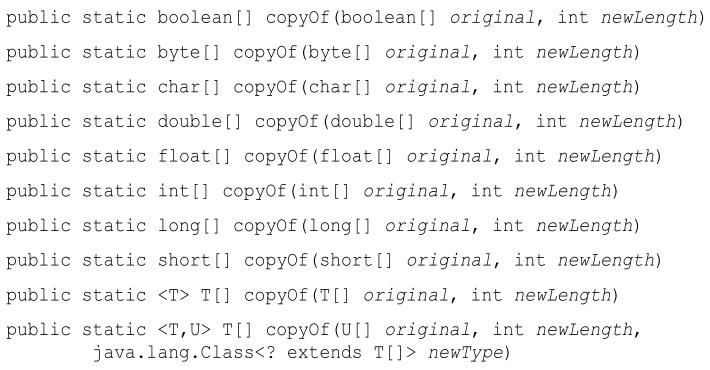 public static boolean[] copyOf(boolean[] original, int newLength)
public static byte[] copyOf(byte[] original, int newLength)
public static char[] copyOf(char[] original, int newLength)
public static double[] copyOf(double[] original, int newLength)
public static float[] copyOf(float[] original, int newLength)
public static int[] copyOf(int[] original, int newLength)
public static long[] copyOf(long[] original, int newLength)
public static short[] copyOf(short[] original, int newLength)
public static <T> T[] copyOf(T[] original, int newLength)
public static <T,U> T[] copyOf(U[] original, int newLength,
java.lang.Class<? extends T[]> newType)